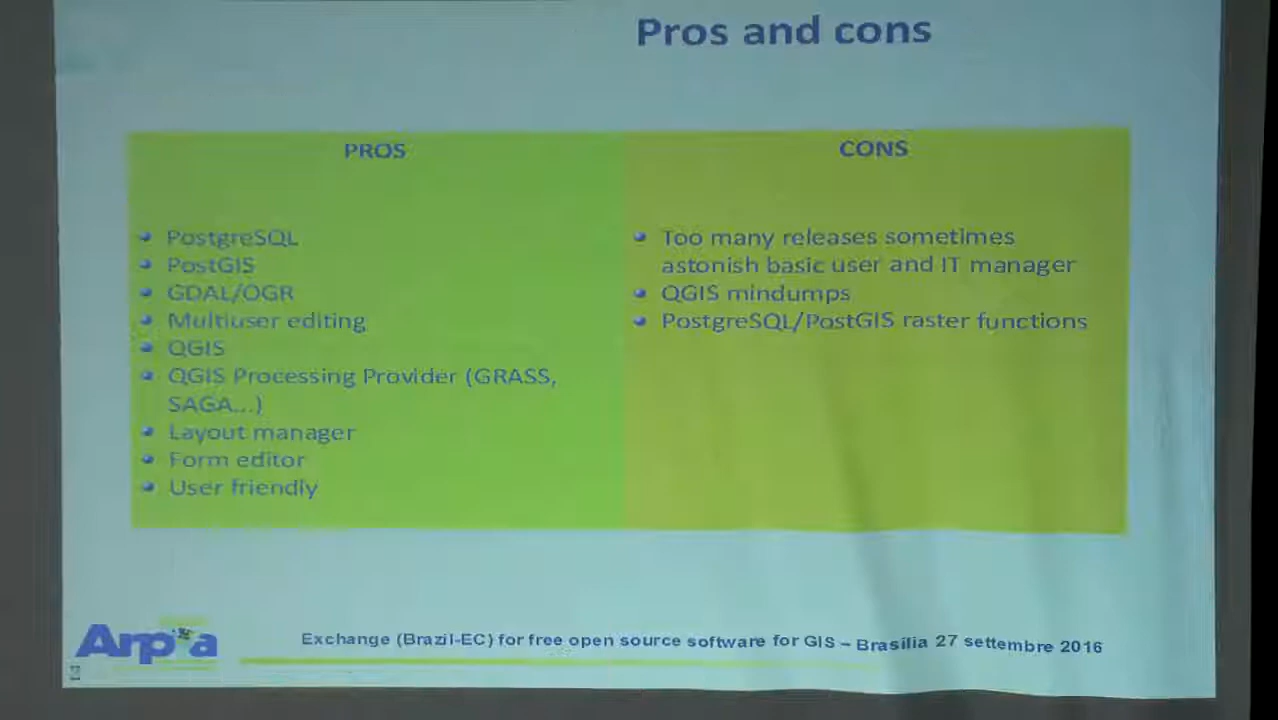 Pros and cons
PROS
PostgreSQL
PostGIS
GDAL/OGR
Multiuser editing
QGIS
QGIS Processing Provider (GRASS,
SAGA...)
Layout manager
Form editor
User friendly
CONS
Too many releases sometimes
astonish basic user and IT manager
QGIS mindumps
PostgreSQL/PostGIS raster functions
Exchange (Brazil-EC) for free open source software for GIS – Brasilia 27 settembre 2016